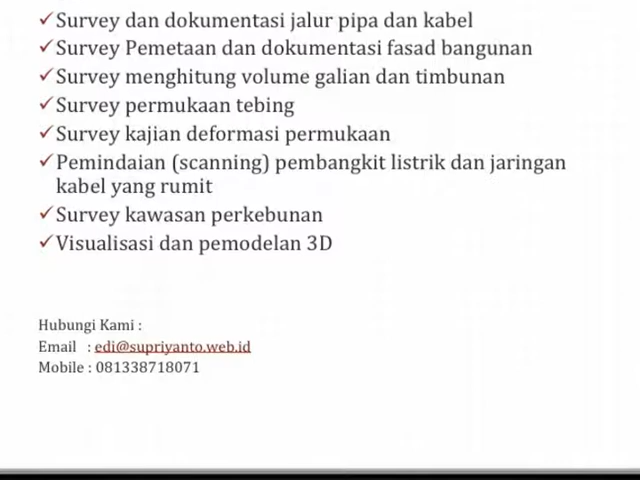 ✓Survey dan dokumentasi jalur pipa dan kabel
✓Survey Pemetaan dan dokumentasi fasad bangunan
✓Survey menghitung volume galian dan timbunan
✓Survey permukaan tebing
✓Survey kajian deformasi permukaan
✓Pemindaian (scanning) pembangkit listrik dan jaringan
kabel yang rumit
✓Survey kawasan perkebunan
✓Visualisasi dan pemodelan 3D
Hubungi Kami :
Email : edi@supriyanto.web.id
Mobile : 081338718071